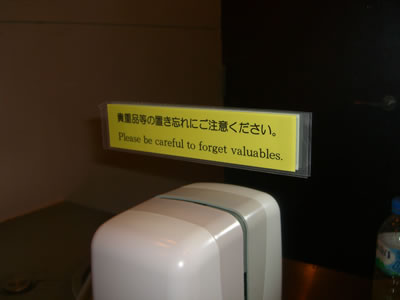 貴重品等の置き忘れにご注意ください。
Please be careful to forget valuables.